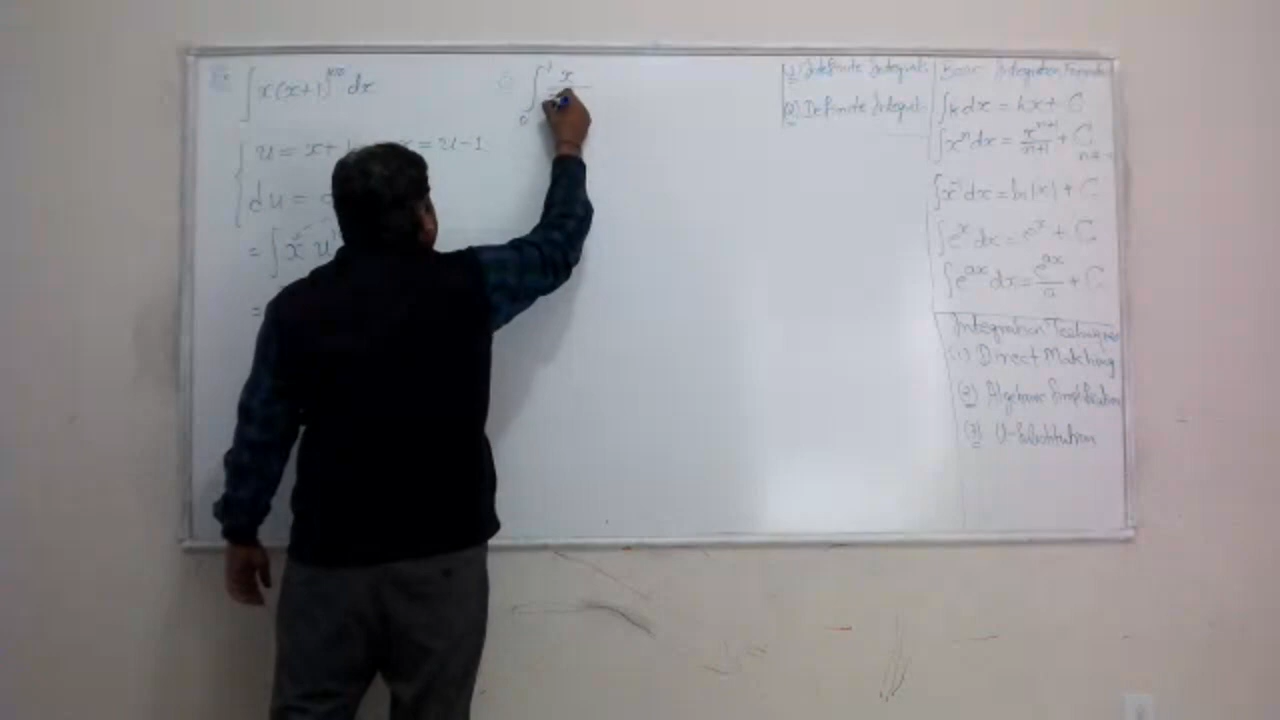 ∫ x(x+1)¹⁰⁰ dx
u = x+1 x = u-1
du =
= ∫ x u
=
∫₀¹ x
(1) Indefinite Integrals
(2) Definite Integrals
Basic Integration Formulas
∫k dx = kx + C
∫xⁿ dx = xⁿ⁺¹/n+1 + C
n≠-
∫x⁻¹ dx = ln|x| + C
∫eˣ dx = eˣ + C
∫eᵃˣ dx = eᵃˣ/a + C
Integration Techniques
(1) Direct Matching
(2) Algebraic Simplification
(3) U-Substitution